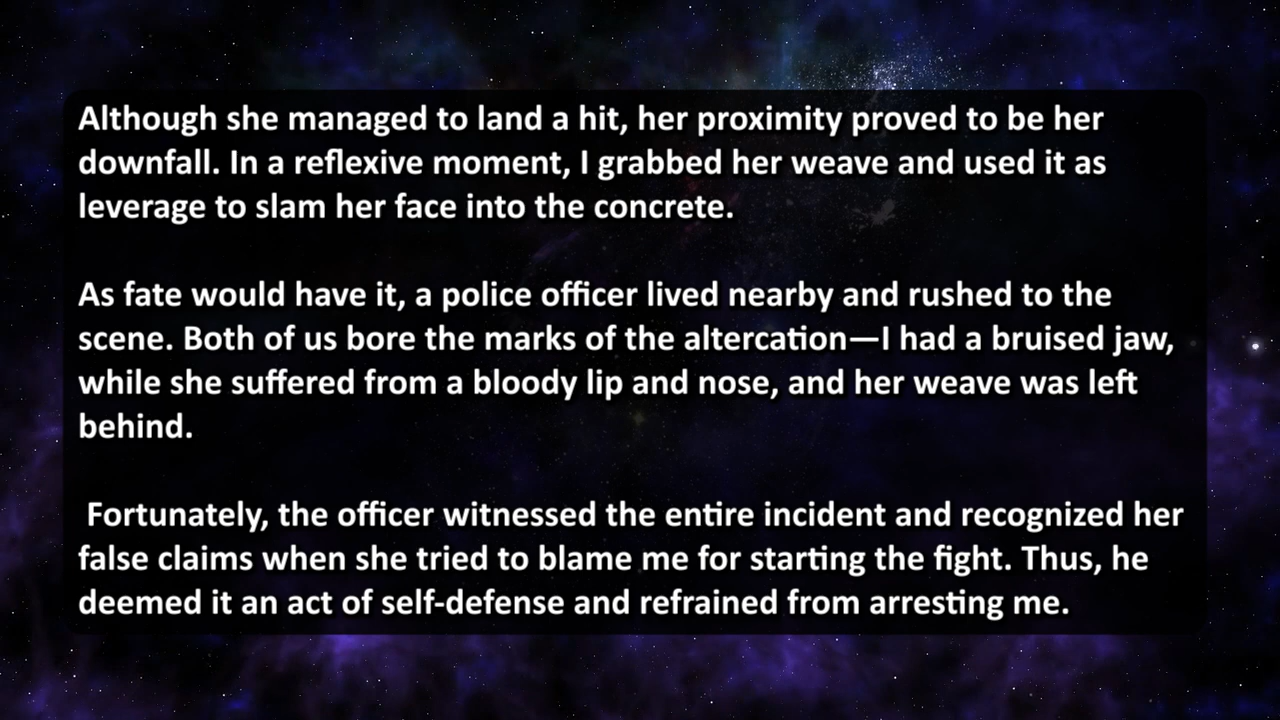 Although she managed to land a hit, her proximity proved to be her
downfall. In a reflexive moment, I grabbed her weave and used it as
leverage to slam her face into the concrete.
As fate would have it, a police officer lived nearby and rushed to the
scene. Both of us bore the marks of the altercation—I had a bruised jaw,
while she suffered from a bloody lip and nose, and her weave was left
behind.
Fortunately, the officer witnessed the entire incident and recognized her
false claims when she tried to blame me for starting the fight. Thus, he
deemed it an act of self-defense and refrained from arresting me.